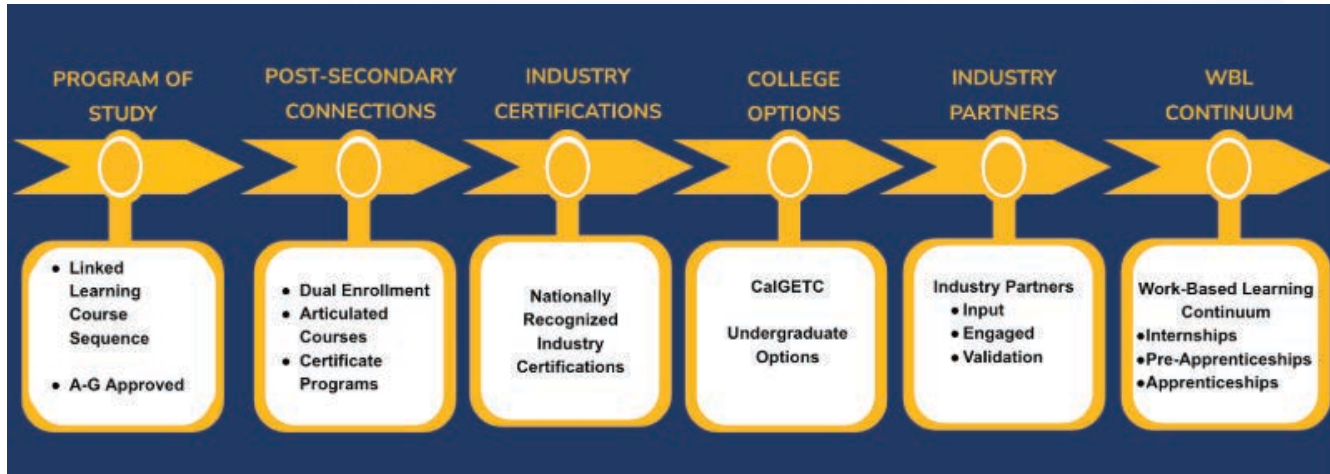 PROGRAM OF
STUDY
POST-SECONDARY
CONNECTIONS
INDUSTRY
CERTIFICATIONS
COLLEGE
OPTIONS
INDUSTRY
PARTNERS
WBL
CONTINUUM
• Linked
Learning
Course
Sequence
• A-G Approved
• Dual Enrollment
• Articulated
Courses
• Certificate
Programs
Nationally
Recognized
Industry
Certifications
CalGETC
Undergraduate
Options
Industry Partners
• Input
• Engaged
• Validation
Work-Based Learning
Continuum
• Internships
• Pre-Apprenticeships
• Apprenticeships